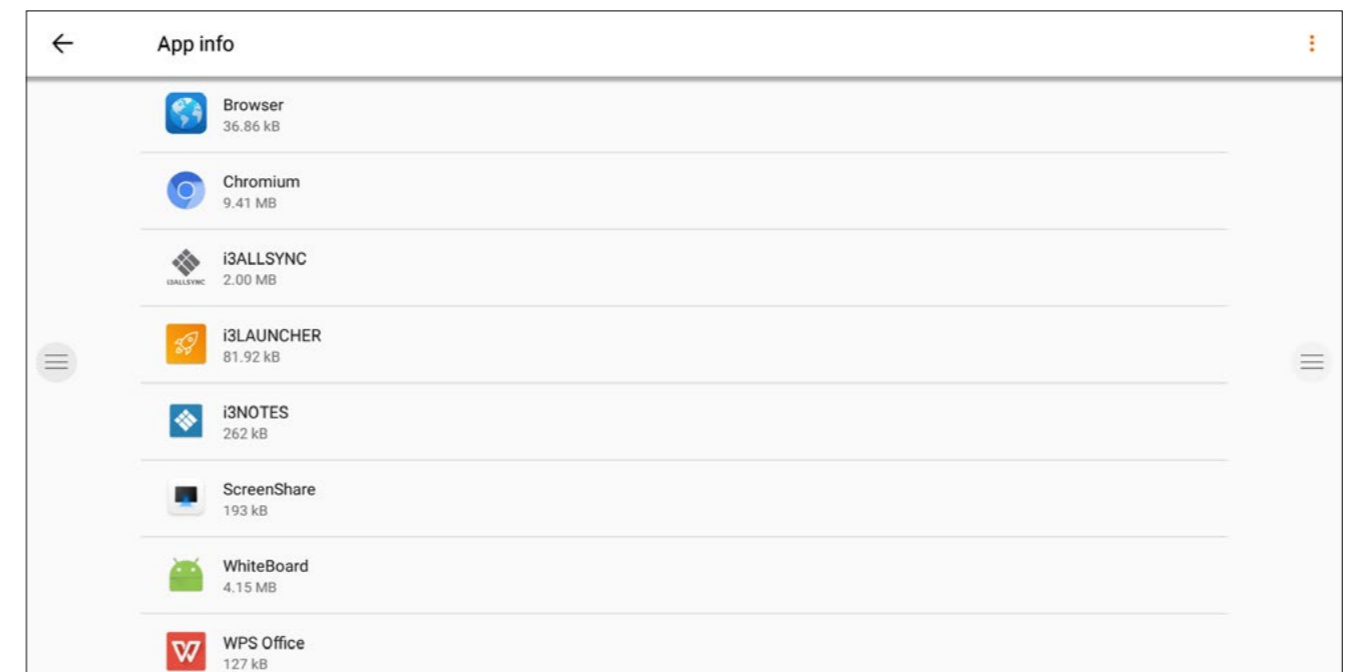 App info
Browser
36.86 kB
Chromium
9.41 MB
i3ALLSYNC
i3ALLSYNC
2.00 MB
i3LAUNCHER
81.92 kB
i3NOTES
262 kB
ScreenShare
193 kB
WhiteBoard
4.15 MB
WPS Office
127 kB